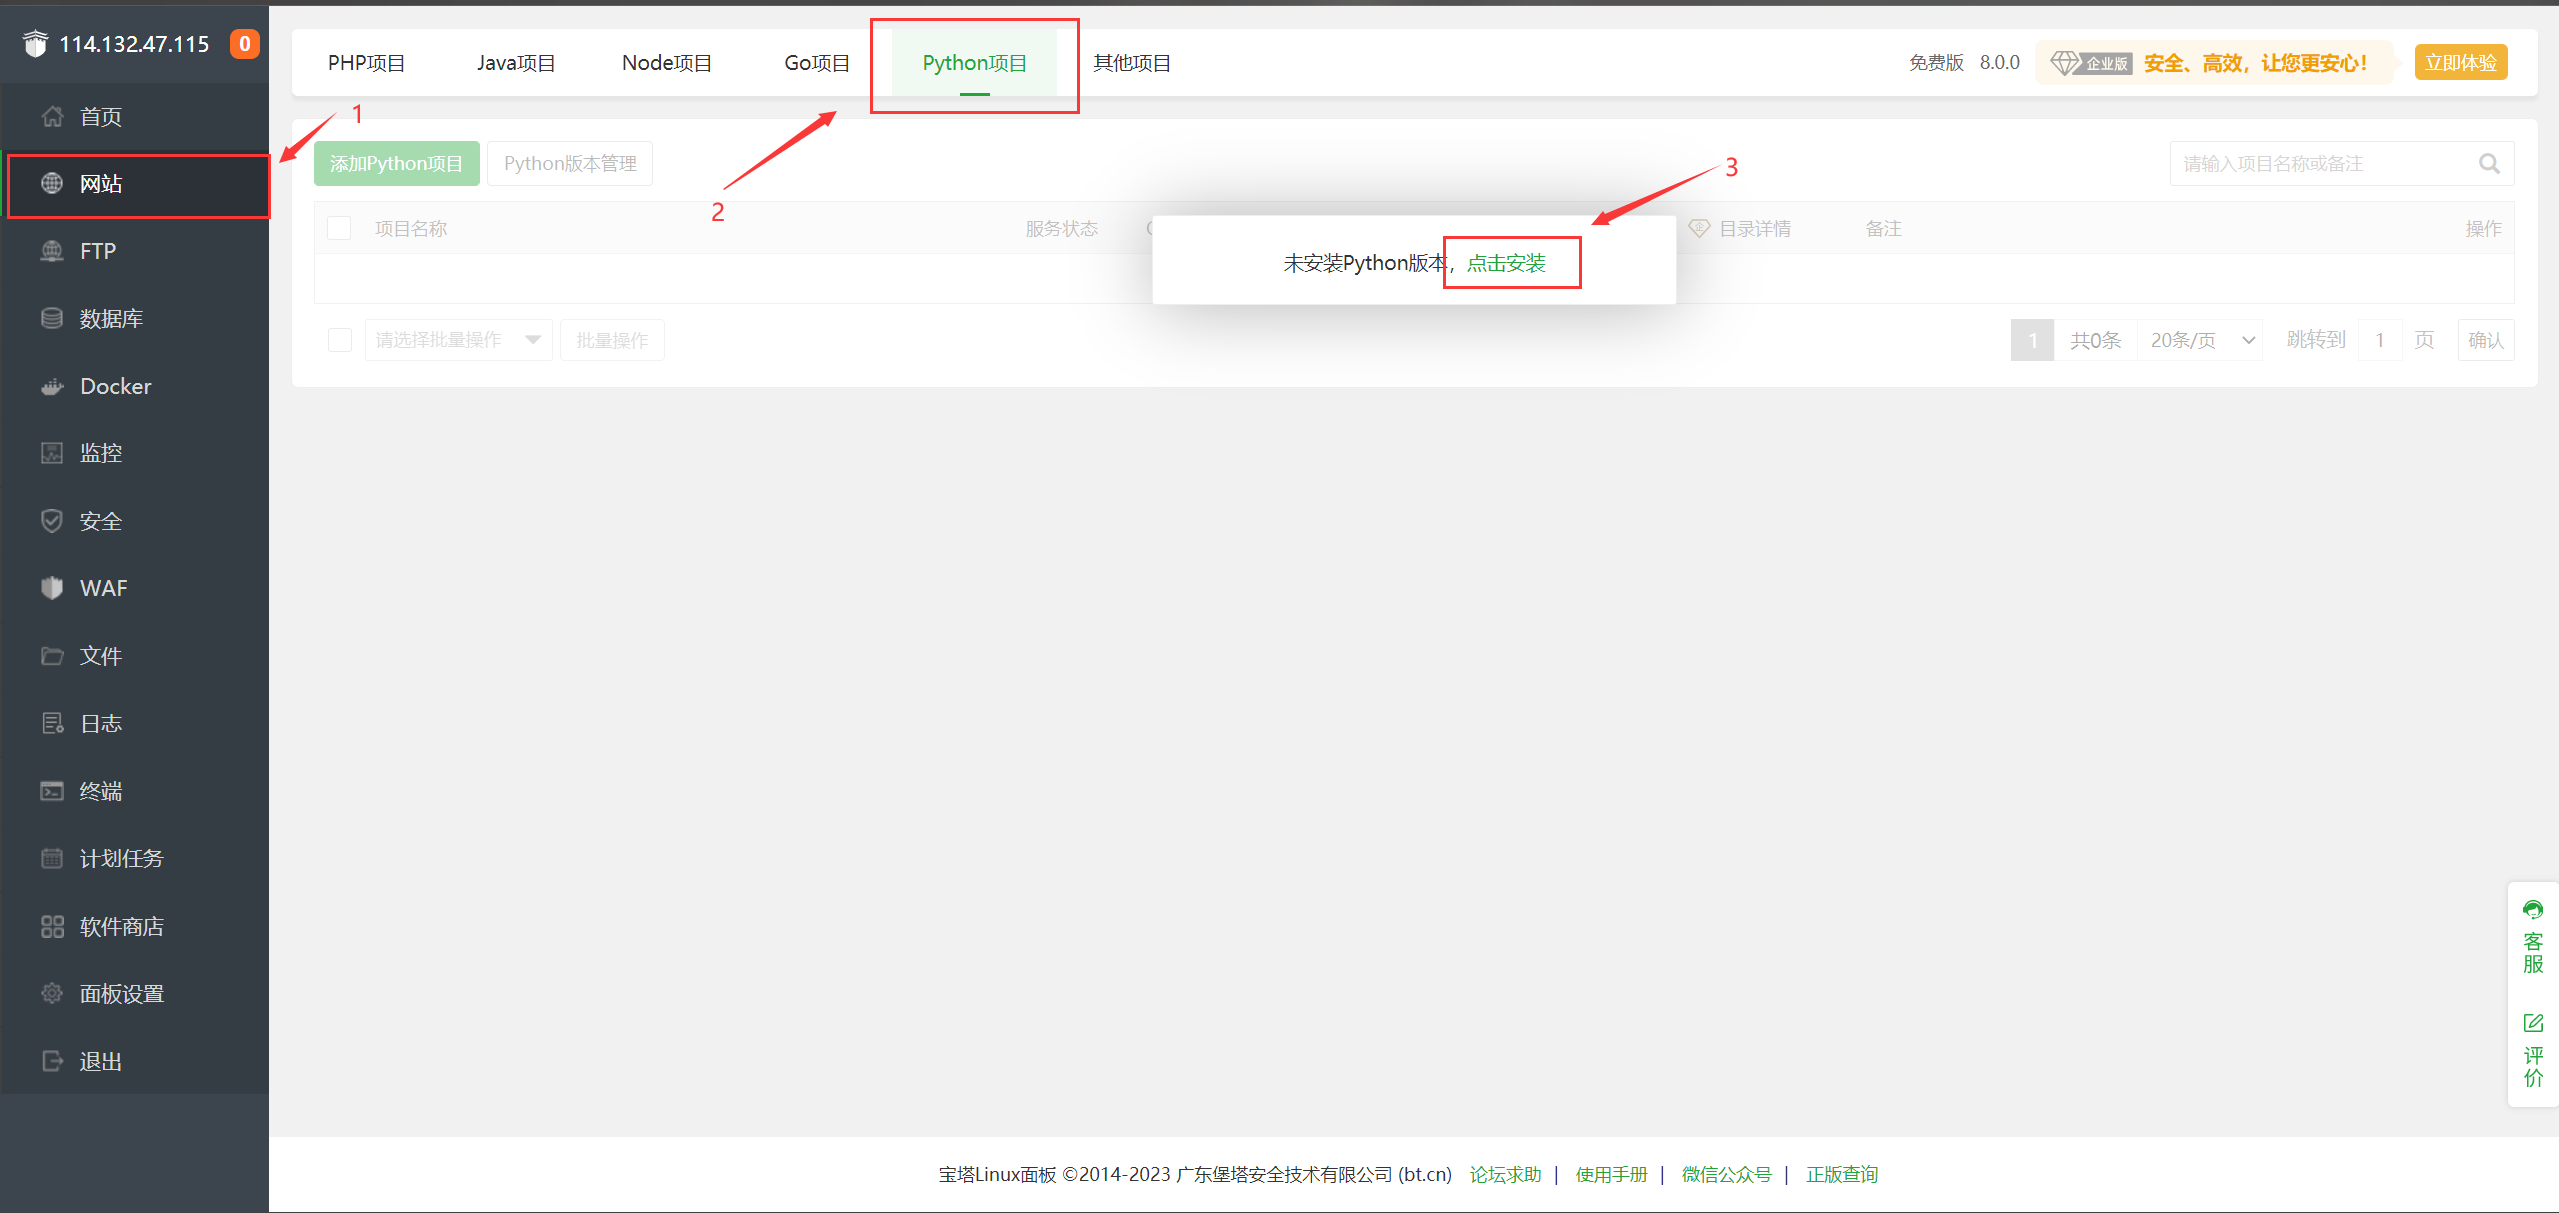 114.132.47.115 0
首页
网站
FTP
数据库
Docker
监控
安全
WAF
文件
日志
终端
计划任务
软件商店
面板设置
退出
1
PHP项目 Java项目 Node项目 Go项目 Python项目 其他项目
免费版 8.0.0 企业版 安全、高效，让您更安心！ 立即体验
2
3
添加Python项目 Python版本管理
请输入项目名称或备注
项目名称 服务状态 企 目录详情 备注 操作
未安装Python版本，点击安装
请选择批量操作 批量操作
1 共0条 20条/页 跳转到 1 页 确认
客服
评价
宝塔Linux面板 ©2014-2023 广东堡塔安全技术有限公司 (bt.cn) 论坛求助 | 使用手册 | 微信公众号 | 正版查询